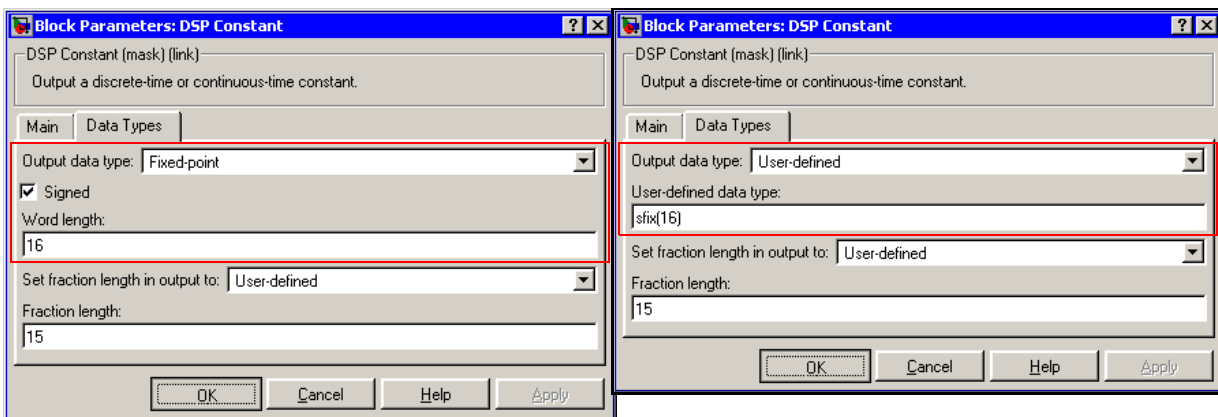 Block Parameters: DSP Constant
DSP Constant (mask) (link)
Output a discrete-time or continuous-time constant.
Main
Data Types
Output data type: Fixed-point
Signed
Word length:
16
Set fraction length in output to: User-defined
Fraction length:
15
OK Cancel Help Apply
Block Parameters: DSP Constant
DSP Constant (mask) (link)
Output a discrete-time or continuous-time constant.
Main
Data Types
Output data type: User-defined
User-defined data type:
sfix(16)
Set fraction length in output to: User-defined
Fraction length:
15
OK Cancel Help Apply